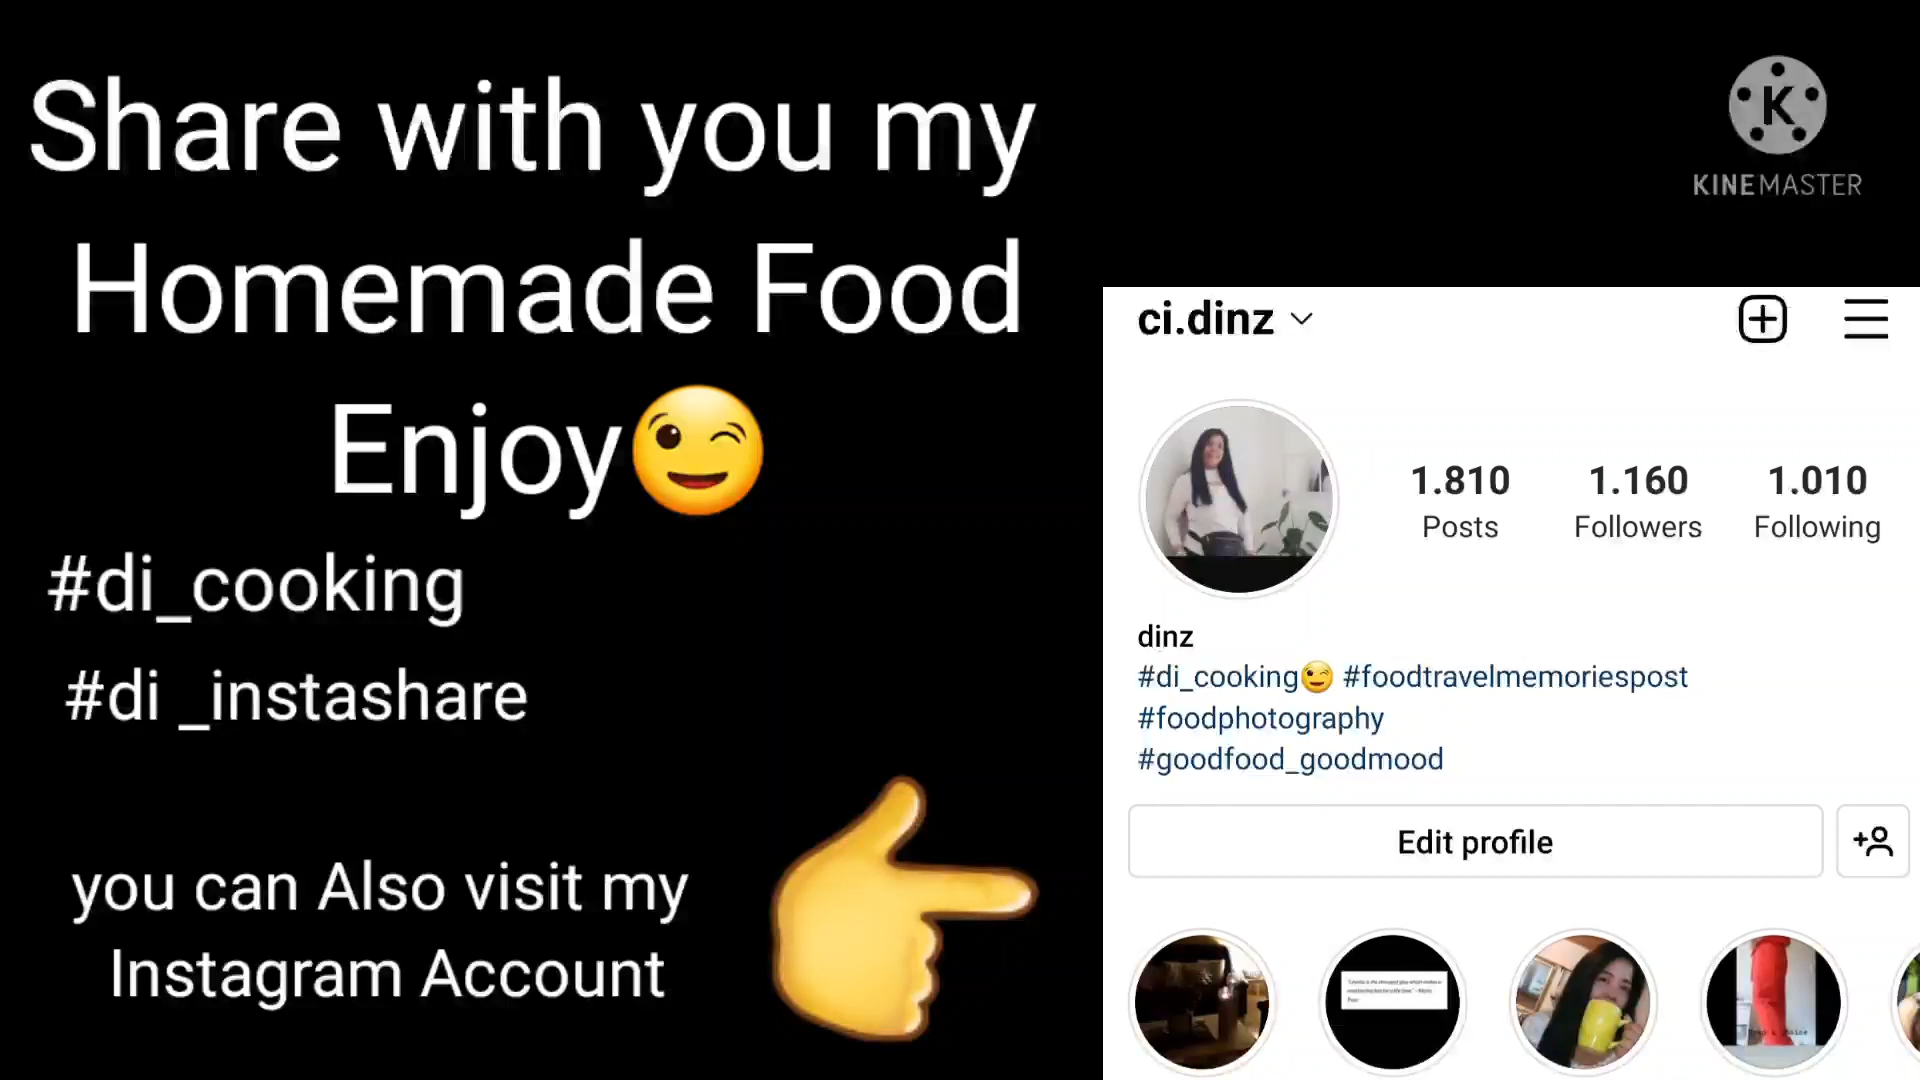 Share with you my
Homemade Food
Enjoy😉
#di_cooking
#di _instashare
you can Also visit my
Instagram Account
K
KINEMASTER
ci.dinz
1.810 1.160 1.010
Posts Followers Following
dinz
#di_cooking😉 #foodtravelmemoriespost
#foodphotography
#goodfood_goodmood
Edit profile